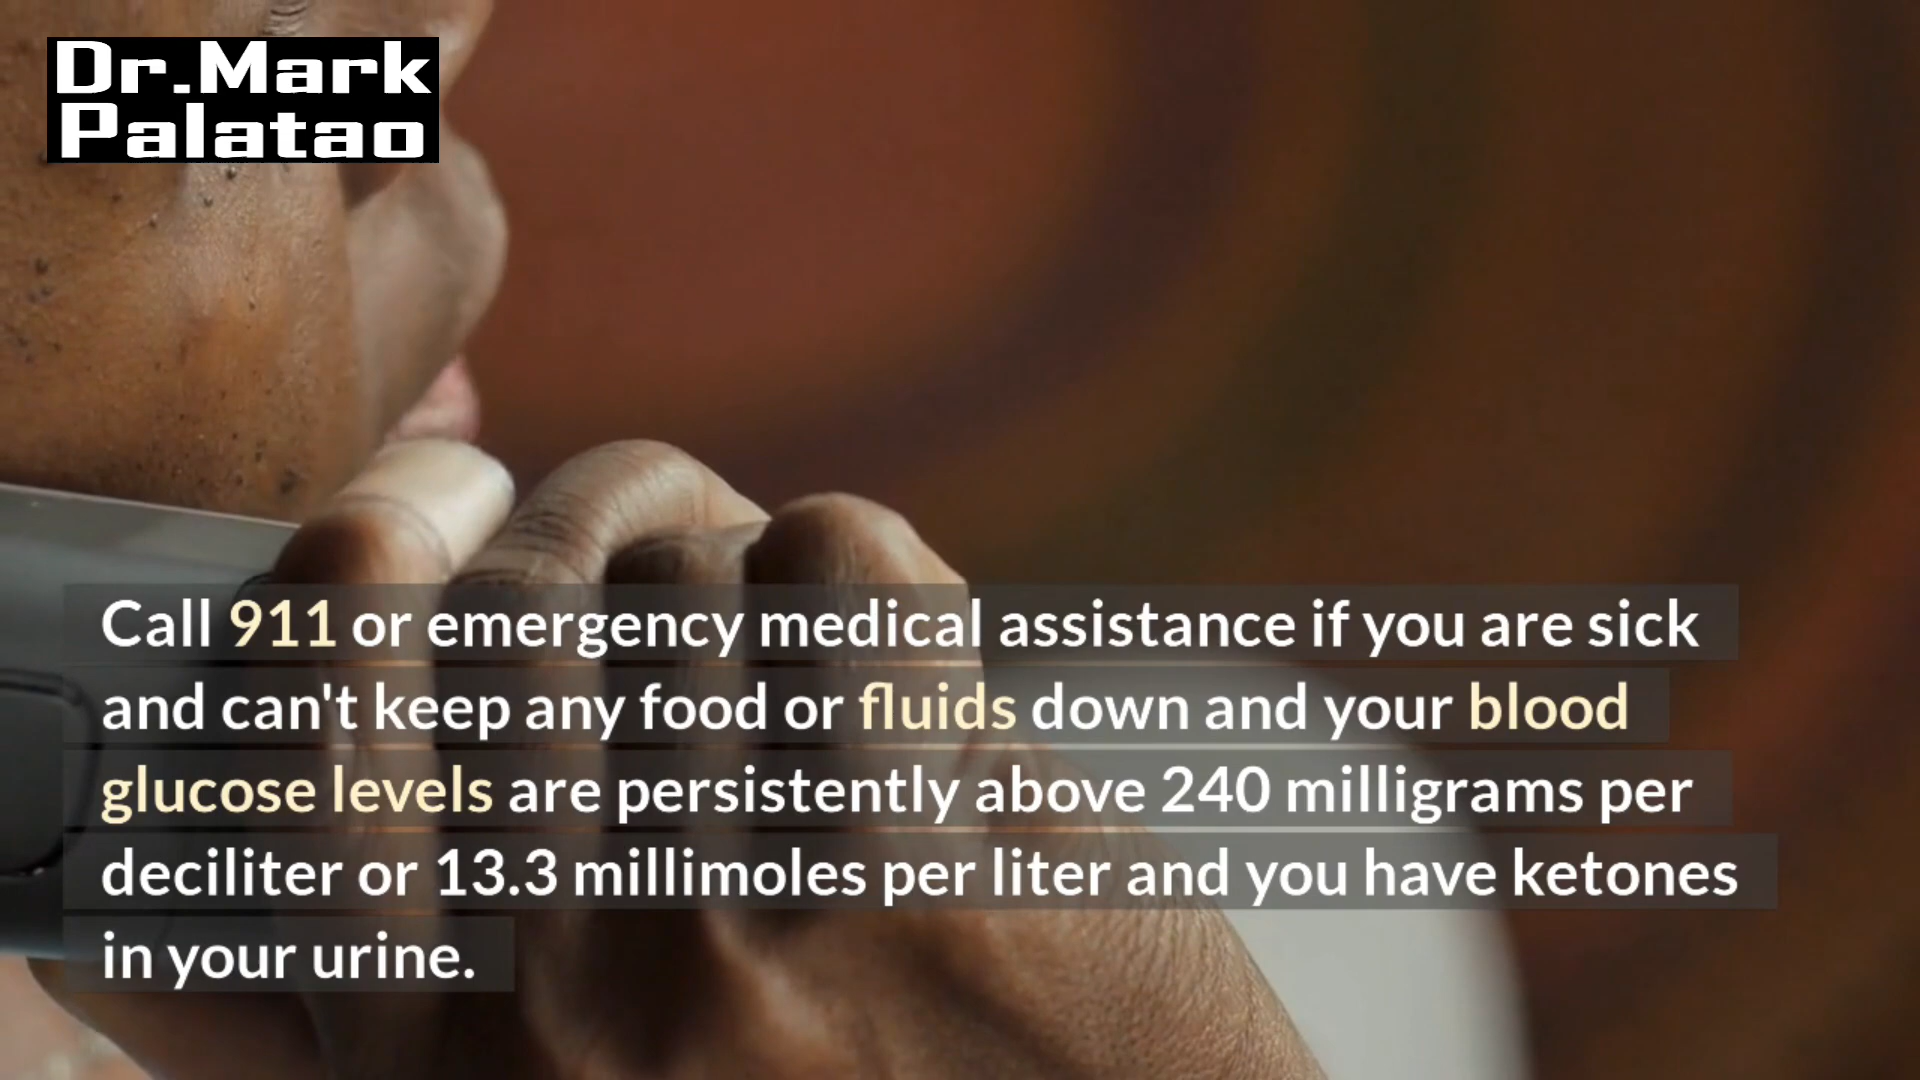 Dr.Mark
Palatao
Call 911 or emergency medical assistance if you are sick
and can't keep any food or fluids down and your blood
glucose levels are persistently above 240 milligrams per
deciliter or 13.3 millimoles per liter and you have ketones
in your urine.